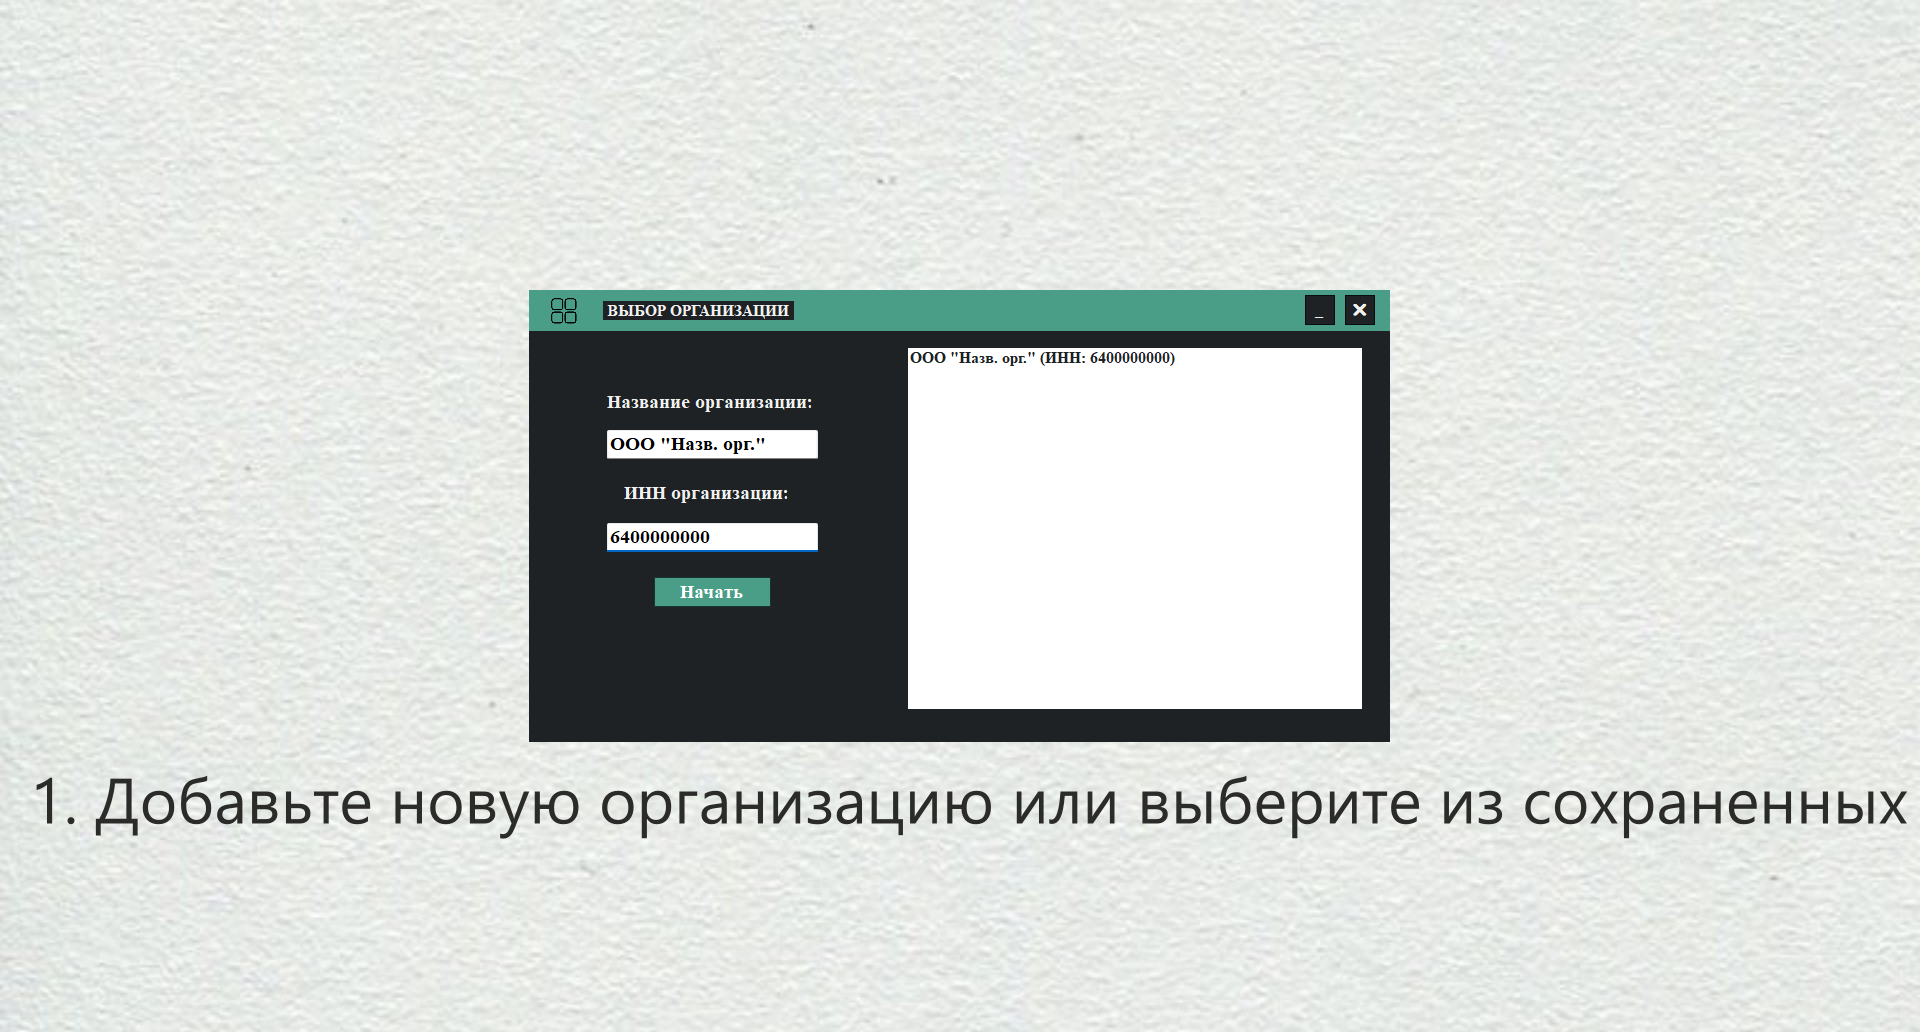 ВЫБОР ОРГАНИЗАЦИИ
Название организации:
ООО "Назв. орг."
ИНН организации:
6400000000
Начать
ООО "Назв. орг." (ИНН: 6400000000)
1. Добавьте новую организацию или выберите из сохраненных